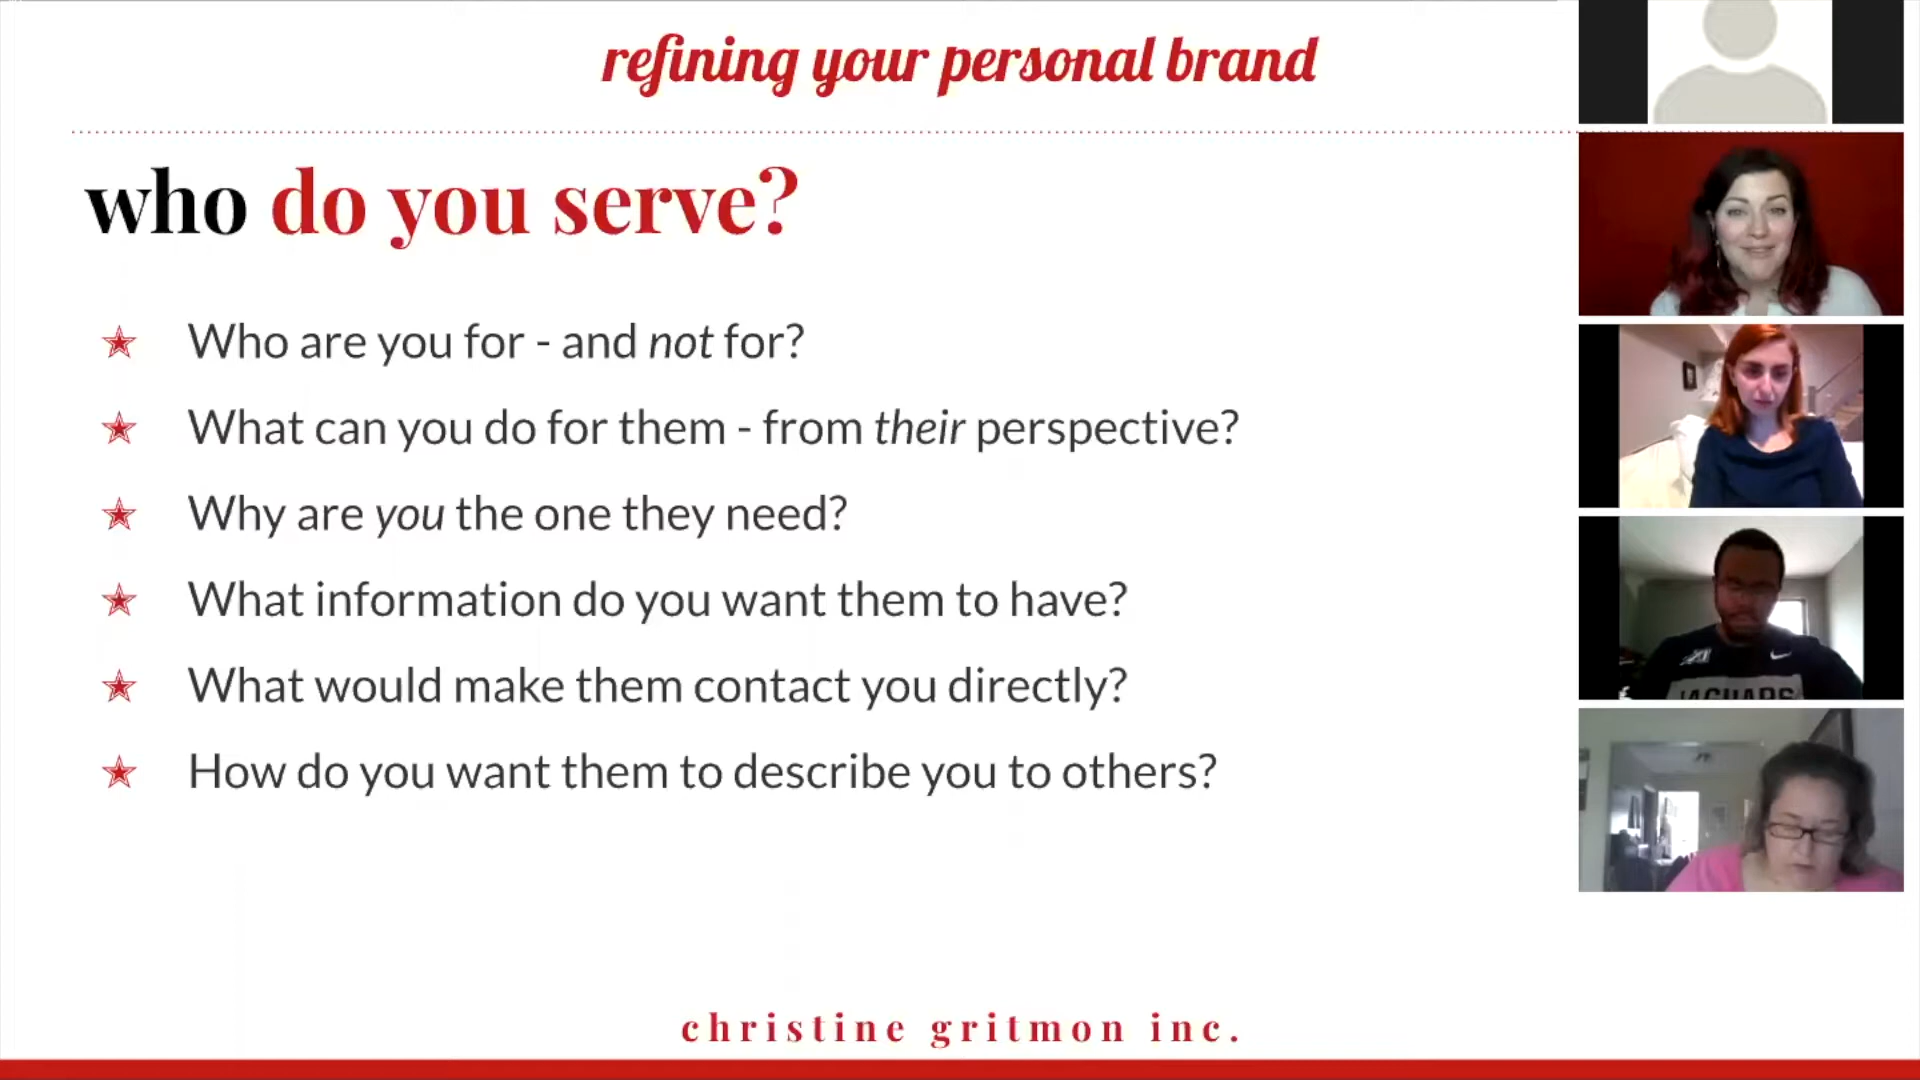 refining your personal brand
who do you serve?
Who are you for - and not for?
What can you do for them - from their perspective?
Why are you the one they need?
What information do you want them to have?
What would make them contact you directly?
How do you want them to describe you to others?
JAGUARS
christine gritmon inc.